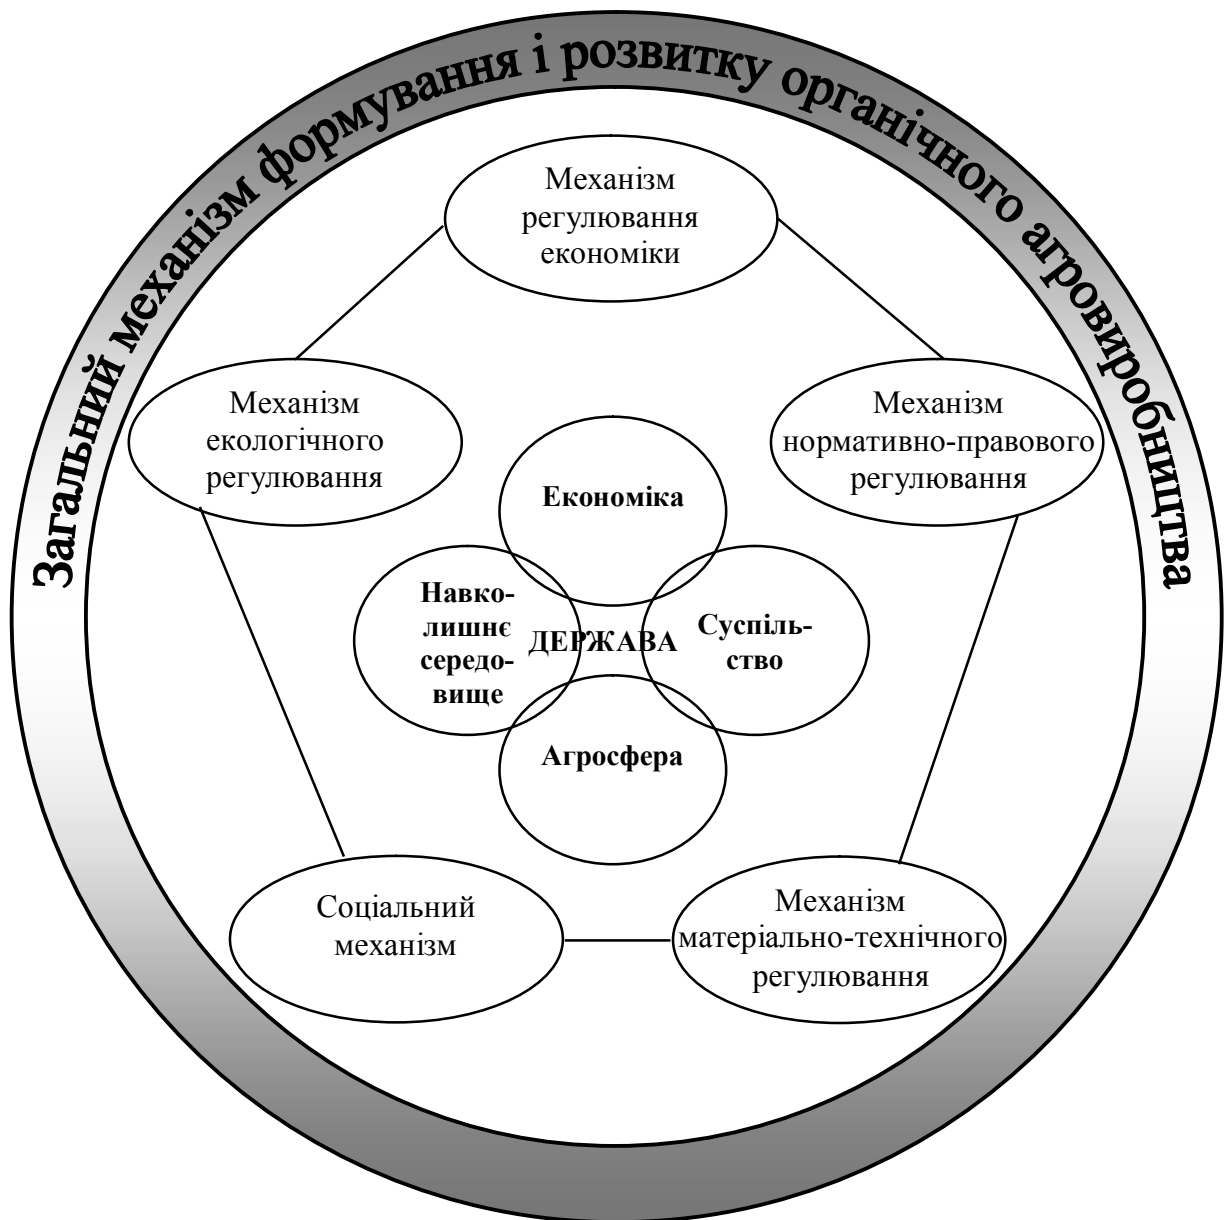 Загальний механізм формування і розвитку органічного агровиробництва
Механізм
регулювання
економіки
Механізм
екологічного
регулювання
Механізм
нормативно-правового
регулювання
Економіка
Навко-
лишнє
середо-
вище
ДЕРЖАВА
Суспіль-
ство
Агросфера
Соціальний
механізм
Механізм
матеріально-технічного
регулювання